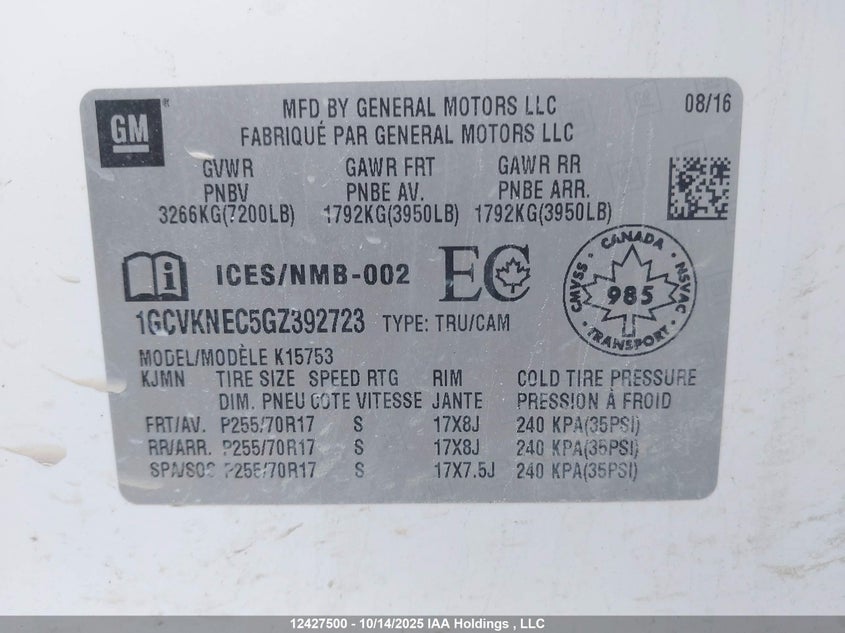 GM
MFD BY GENERAL MOTORS LLC 08/16
FABRIQUÉ PAR GENERAL MOTORS LLC
GVWR GAWR FRT GAWR RR
PNBV PNBE AV. PNBE ARR.
3266KG(7200LB) 1792KG(3950LB) 1792KG(3950LB)
ICES/NMB-002 EC
CANADA
CMVSS 985 NSVAC
TRANSPORT
1GCVKNEC5GZ392723 TYPE: TRU/CAM
MODEL/MODÈLE K15753
KJMN TIRE SIZE SPEED RTG RIM COLD TIRE PRESSURE
DIM. PNEU COTE VITESSE JANTE PRESSION À FROID
FRT/AV. P255/70R17 S 17X8J 240 KPA(35PSI)
RR/ARR. P255/70R17 S 17X8J 240 KPA(35PSI)
SPA/SOS P255/70R17 S 17X7.5J 240 KPA(35PSI)
12427500 - 10/14/2025 IAA Holdings , LLC